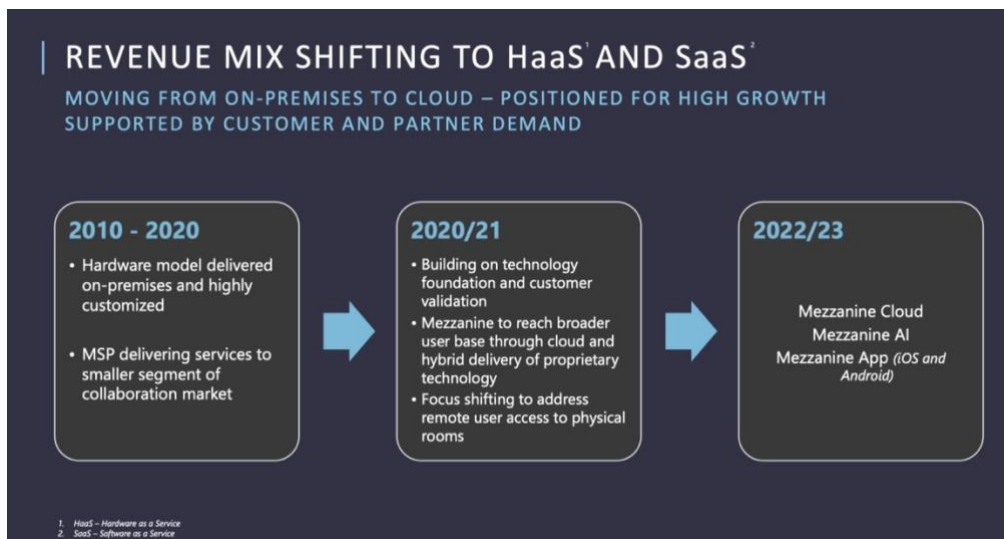 REVENUE MIX SHIFTING TO HaaS¹ AND SaaS²
MOVING FROM ON-PREMISES TO CLOUD – POSITIONED FOR HIGH GROWTH
SUPPORTED BY CUSTOMER AND PARTNER DEMAND
2010 - 2020
• Hardware model delivered
on-premises and highly
customized
• MSP delivering services to
smaller segment of
collaboration market
2020/21
• Building on technology
foundation and customer
validation
• Mezzanine to reach broader
user base through cloud and
hybrid delivery of proprietary
technology
• Focus shifting to address
remote user access to physical
rooms
2022/23
Mezzanine Cloud
Mezzanine AI
Mezzanine App (iOS and
Android)
1. HaaS – Hardware as a Service
2. SaaS – Software as a Service